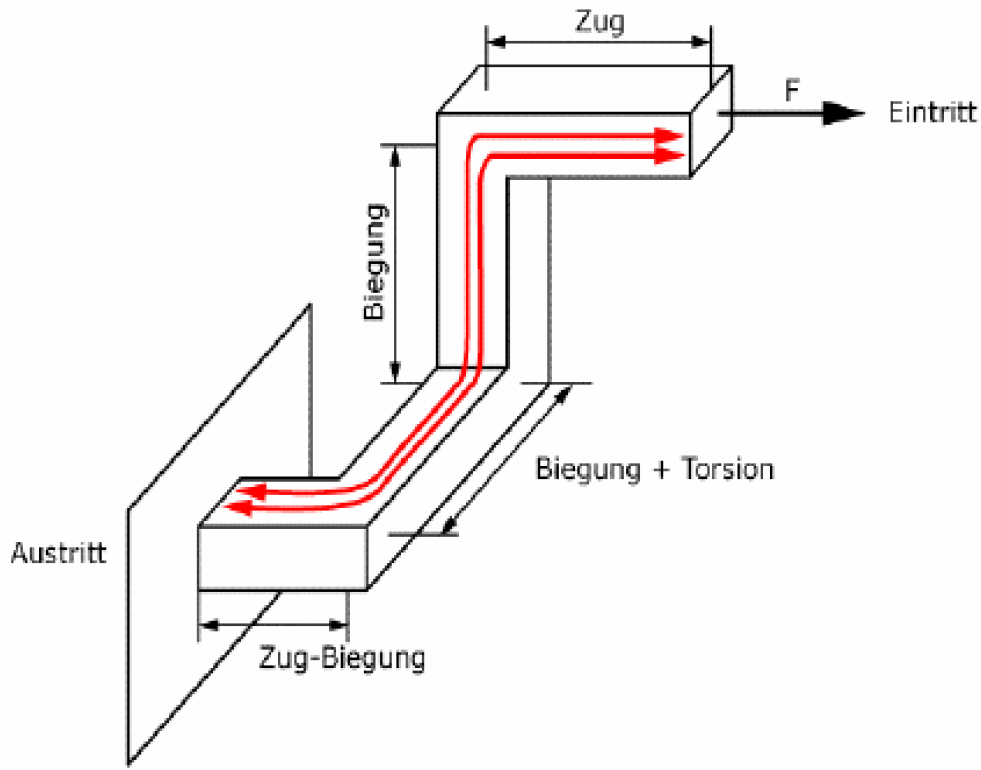 Zug
F
Eintritt
Biegung
Biegung + Torsion
Austritt
Zug-Biegung